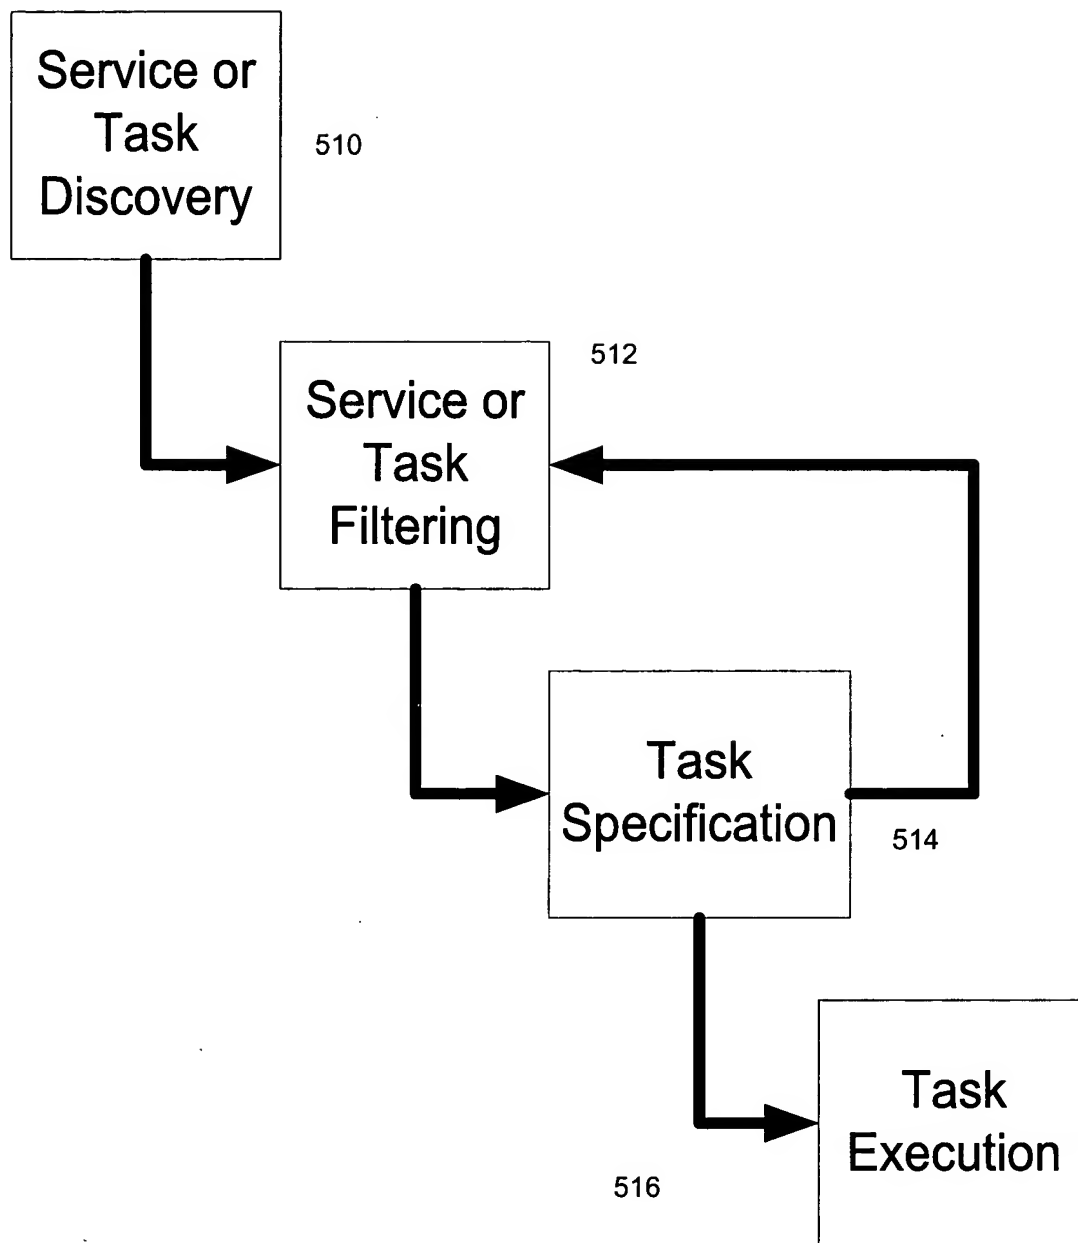 Service or
Task
Discovery
510
512
Service or
Task
Filtering
Task
Specification
514
Task
Execution
516